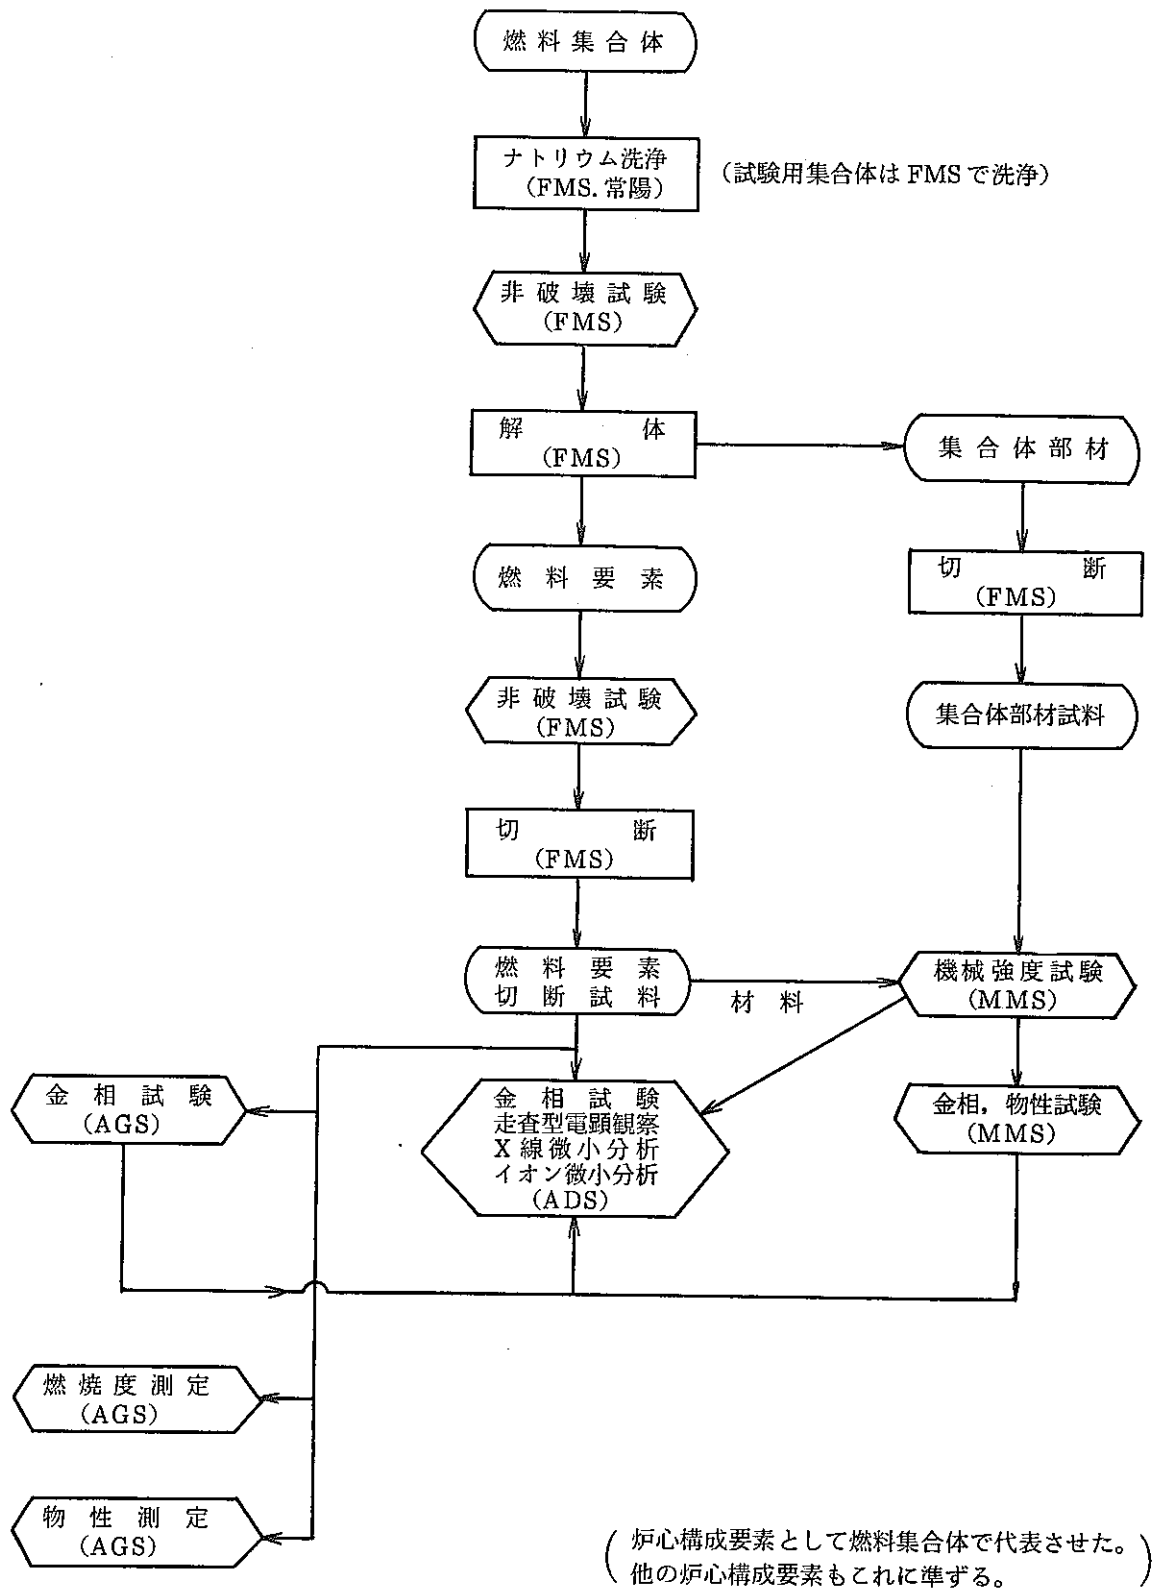 燃料集合体
ナトリウム洗浄
(FMS.常陽)
(試験用集合体は FMS で洗浄)
非破壊試験
(FMS)
解体
(FMS)
集合体部材
切断
(FMS)
燃料要素
非破壊試験
(FMS)
集合体部材試料
切断
(FMS)
燃料要素
切断試料
材料
機械強度試験
(MMS)
金相試験
(AGS)
金相試験
走査型電顕観察
X線微小分析
イオン微小分析
(ADS)
金相,物性試験
(MMS)
燃焼度測定
(AGS)
物性測定
(AGS)
(炉心構成要素として燃料集合体で代表させた。
他の炉心構成要素もこれに準ずる。)